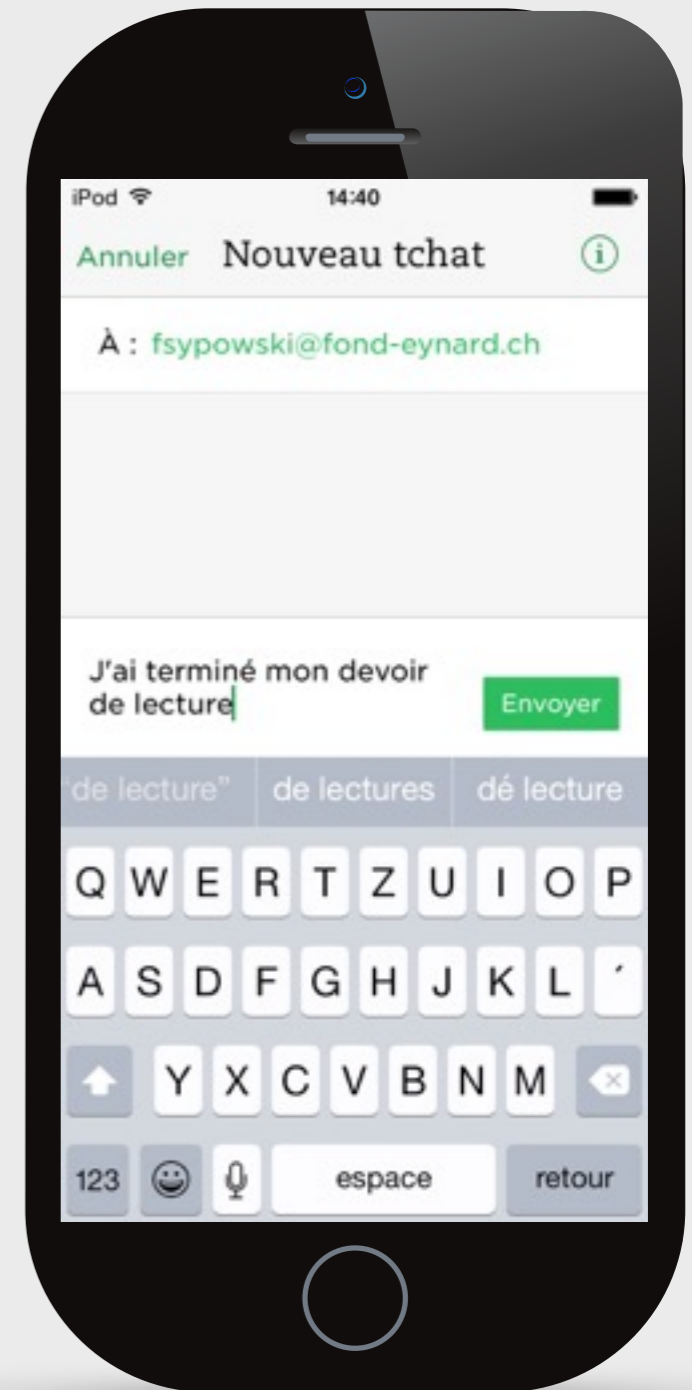 iPod 14:40
Annuler Nouveau tchat i
À : fsypowski@fond-eynard.ch
J'ai terminé mon devoir
de lecture
Envoyer
"de lecture" de lectures dé lecture
Q W E R T Z U I O P
A S D F G H J K L ´
Y X C V B N M
123 espace retour